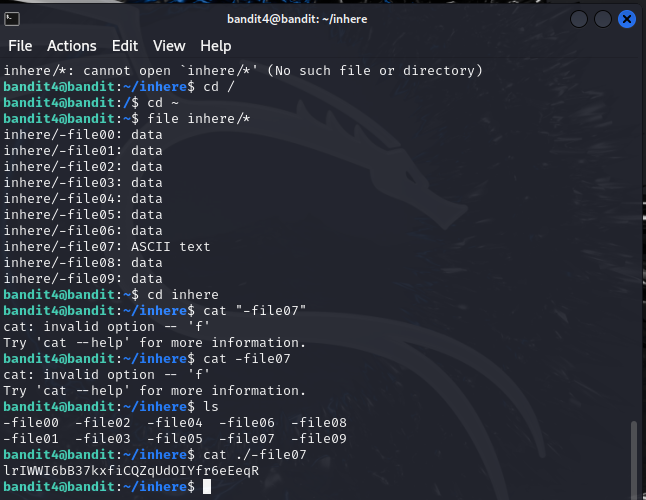 bandit4@bandit: ~/inhere
File Actions Edit View Help
inhere/*: cannot open `inhere/*' (No such file or directory)
bandit4@bandit:~/inhere$ cd /
bandit4@bandit:/$ cd ~
bandit4@bandit:~$ file inhere/*
inhere/-file00: data
inhere/-file01: data
inhere/-file02: data
inhere/-file03: data
inhere/-file04: data
inhere/-file05: data
inhere/-file06: data
inhere/-file07: ASCII text
inhere/-file08: data
inhere/-file09: data
bandit4@bandit:~$ cd inhere
bandit4@bandit:~/inhere$ cat "-file07"
cat: invalid option -- 'f'
Try 'cat --help' for more information.
bandit4@bandit:~/inhere$ cat -file07
cat: invalid option -- 'f'
Try 'cat --help' for more information.
bandit4@bandit:~/inhere$ ls
-file00 -file02 -file04 -file06 -file08
-file01 -file03 -file05 -file07 -file09
bandit4@bandit:~/inhere$ cat ./-file07
lrIWWI6bB37kxfiCQZqUdOIYfr6eEeqR
bandit4@bandit:~/inhere$